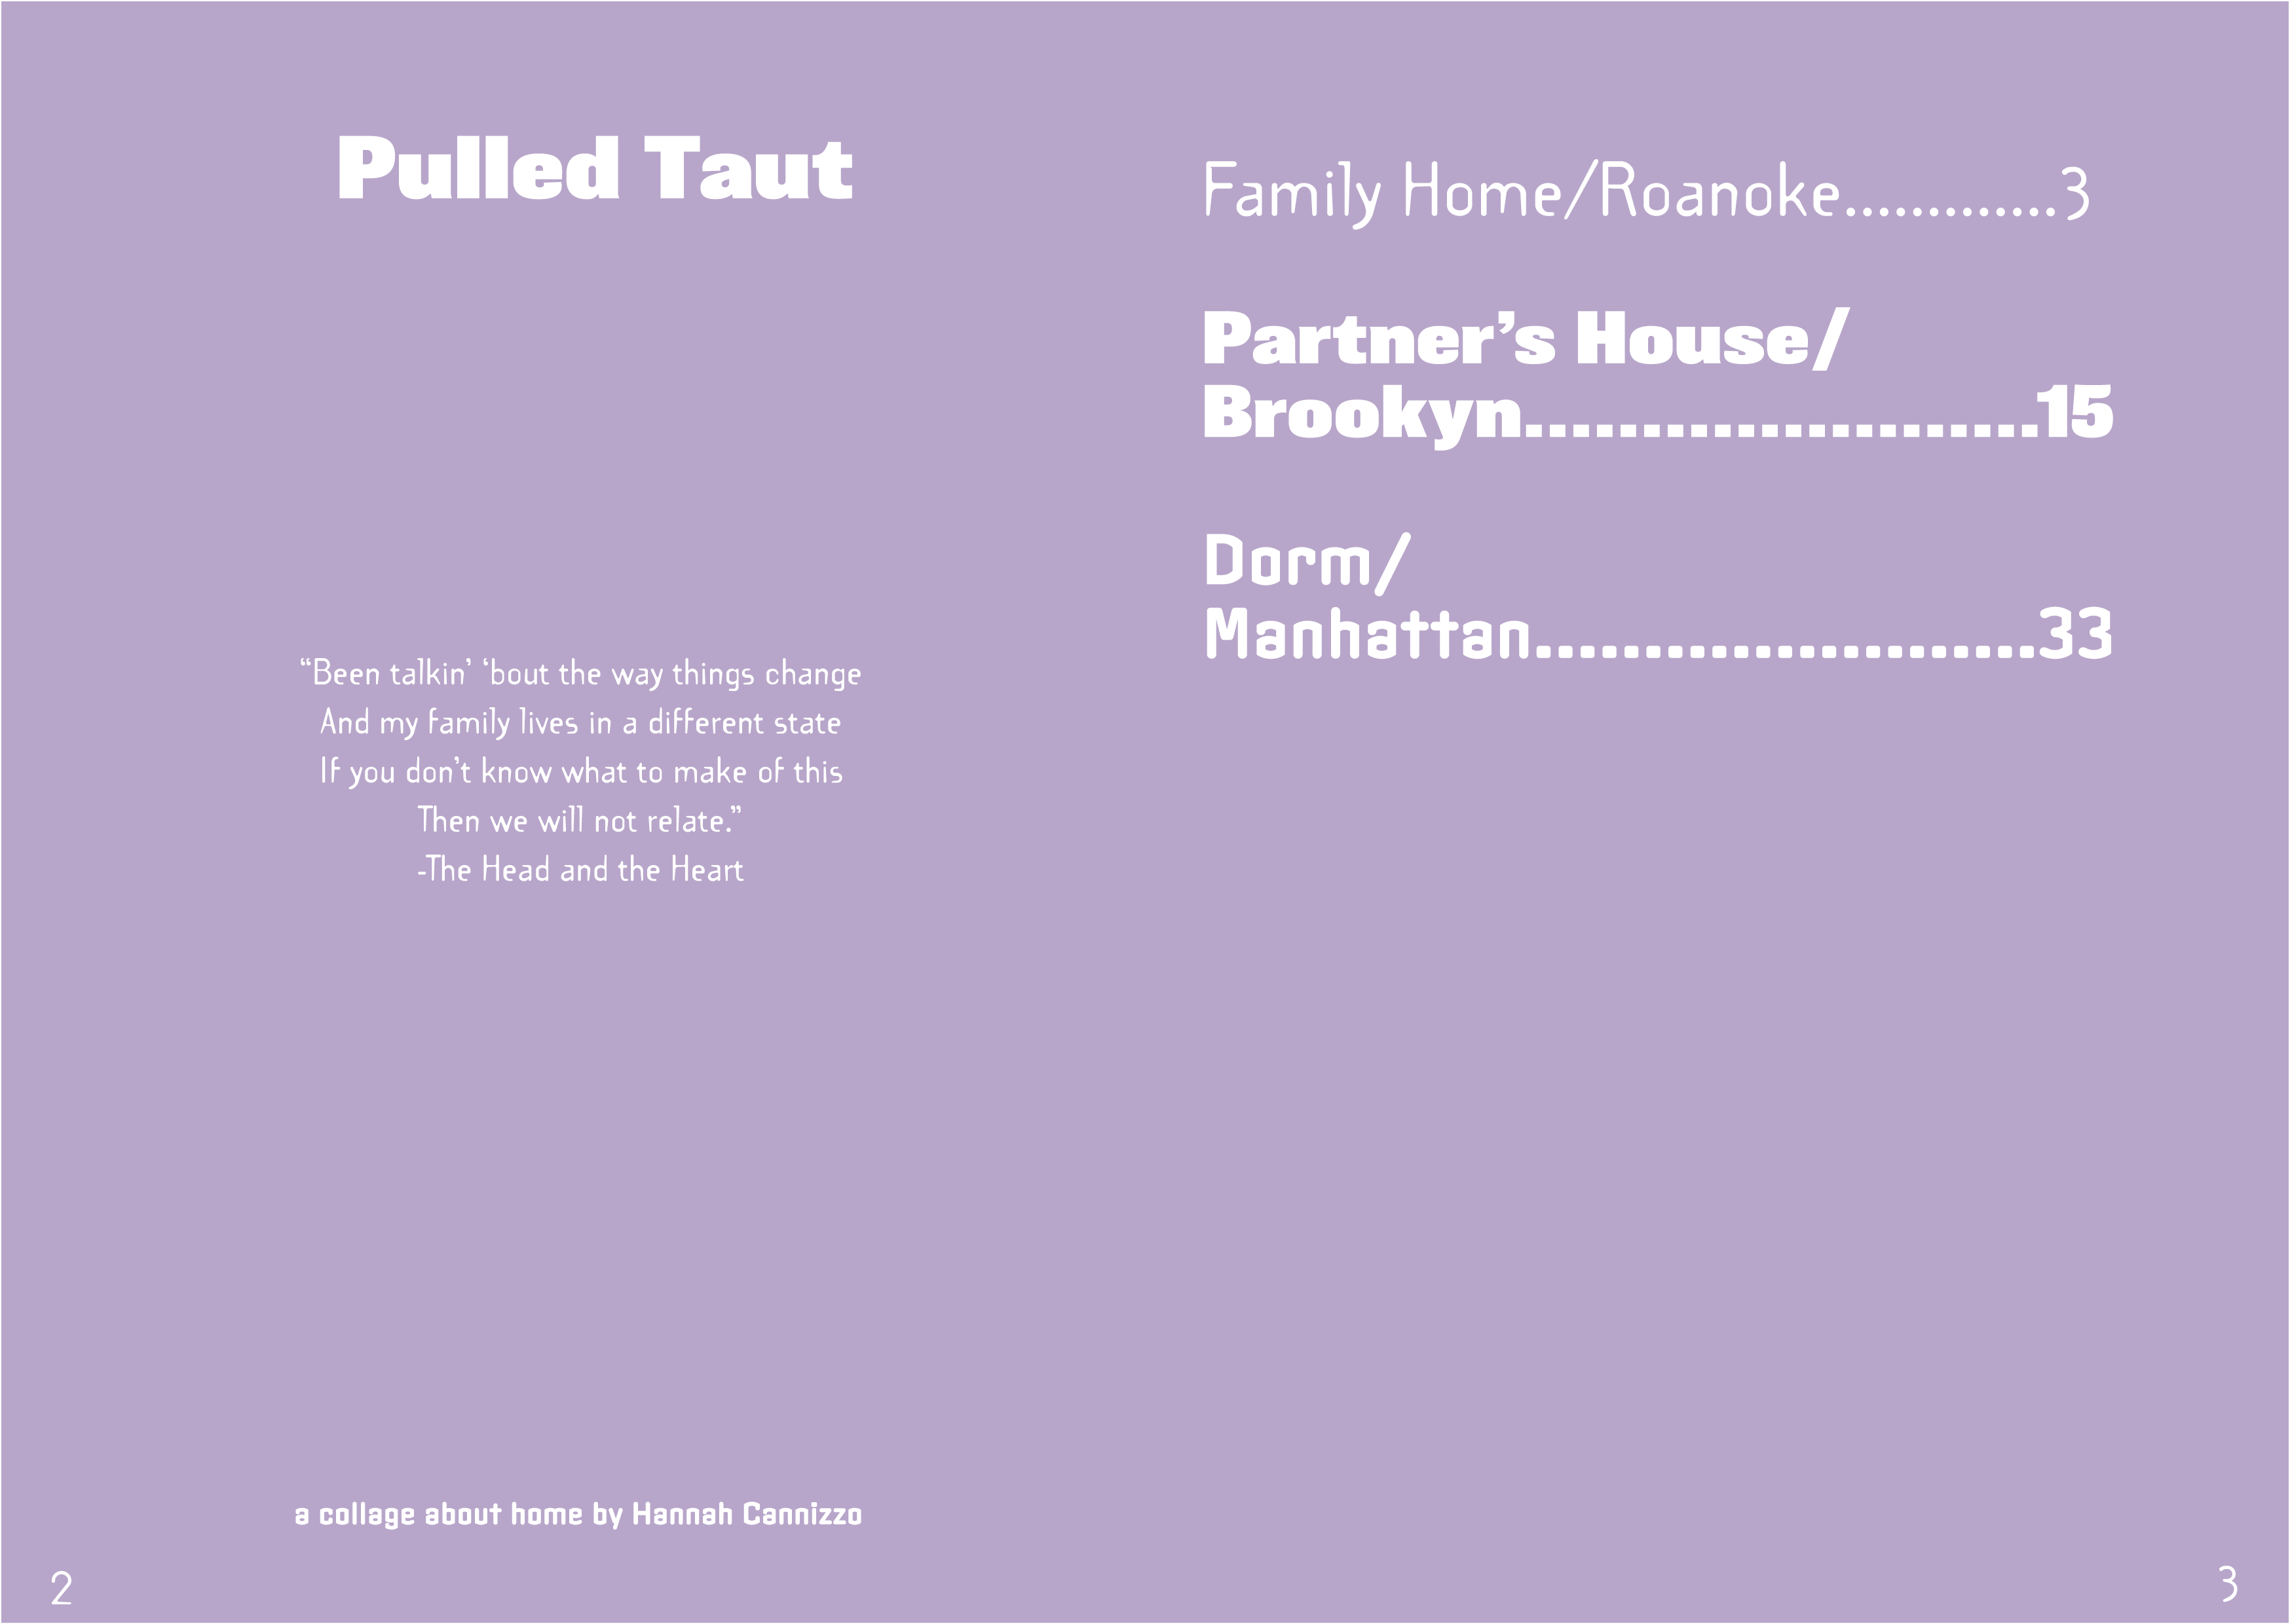 Pulled Taut
“Been talkin’ ‘bout the way things change
And my family lives in a different state
If you don’t know what to make of this
Then we will not relate.”
-The Head and the Heart
a collage about home by Hannah Cannizzo
2
Family Home/Roanoke.............3
Partner’s House/
Brookyn......................15
Dorm/
Manhattan.......................33
3